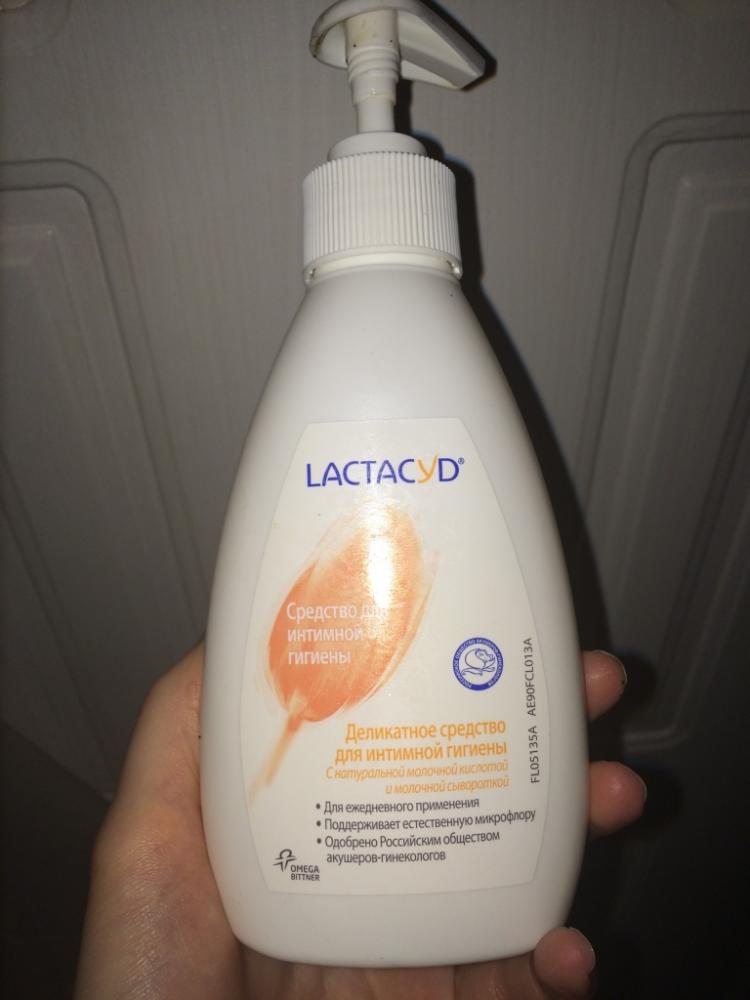 LACTACYD®
Средство для
интимной
гигиены
Деликатное средство
для интимной гигиены
С натуральной молочной кислотой
и молочной сывороткой
• Для ежедневного применения
• Поддерживает естественную микрофлору
• Одобрено Российским обществом
акушеров-гинекологов
OMEGA
BITTNER
FL05135A AE90FCL013A